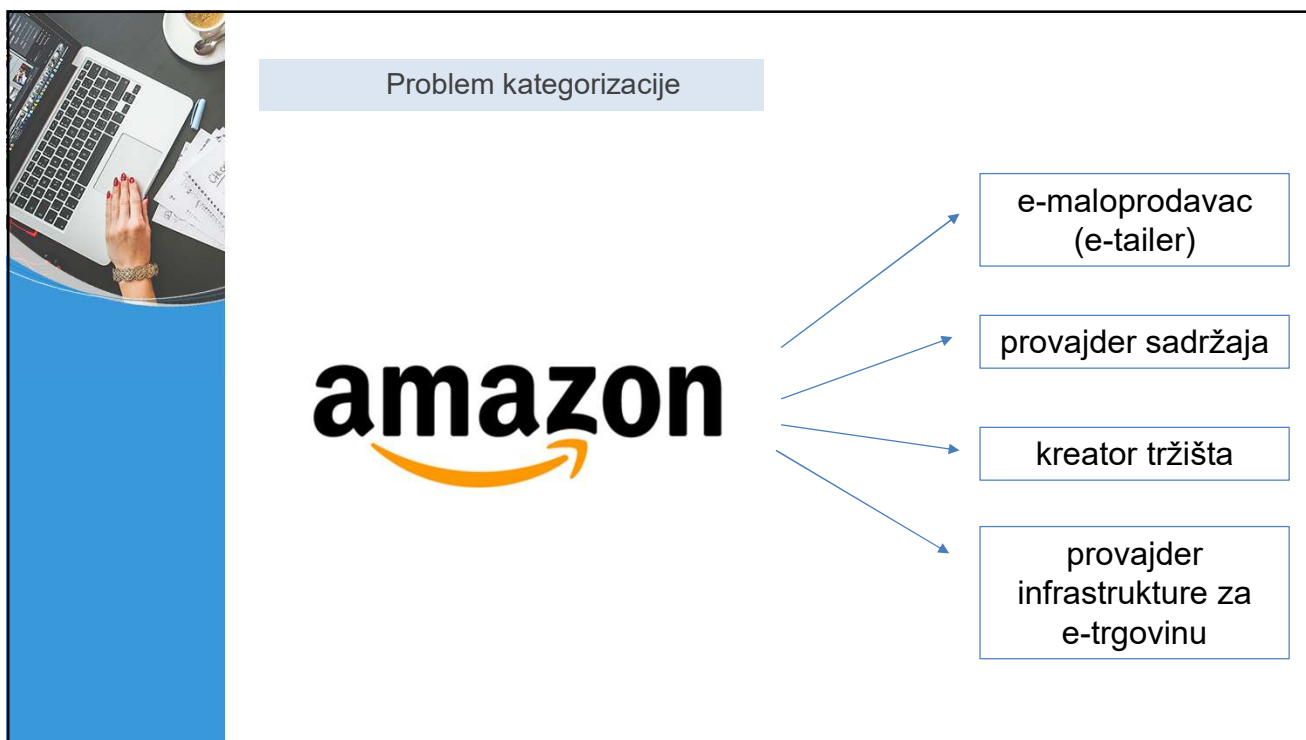 Problem kategorizacije
e-maloprodavac
(e-tailer)
provajder sadržaja
amazon
kreator tržišta
provajder
infrastrukture za
e-trgovinu